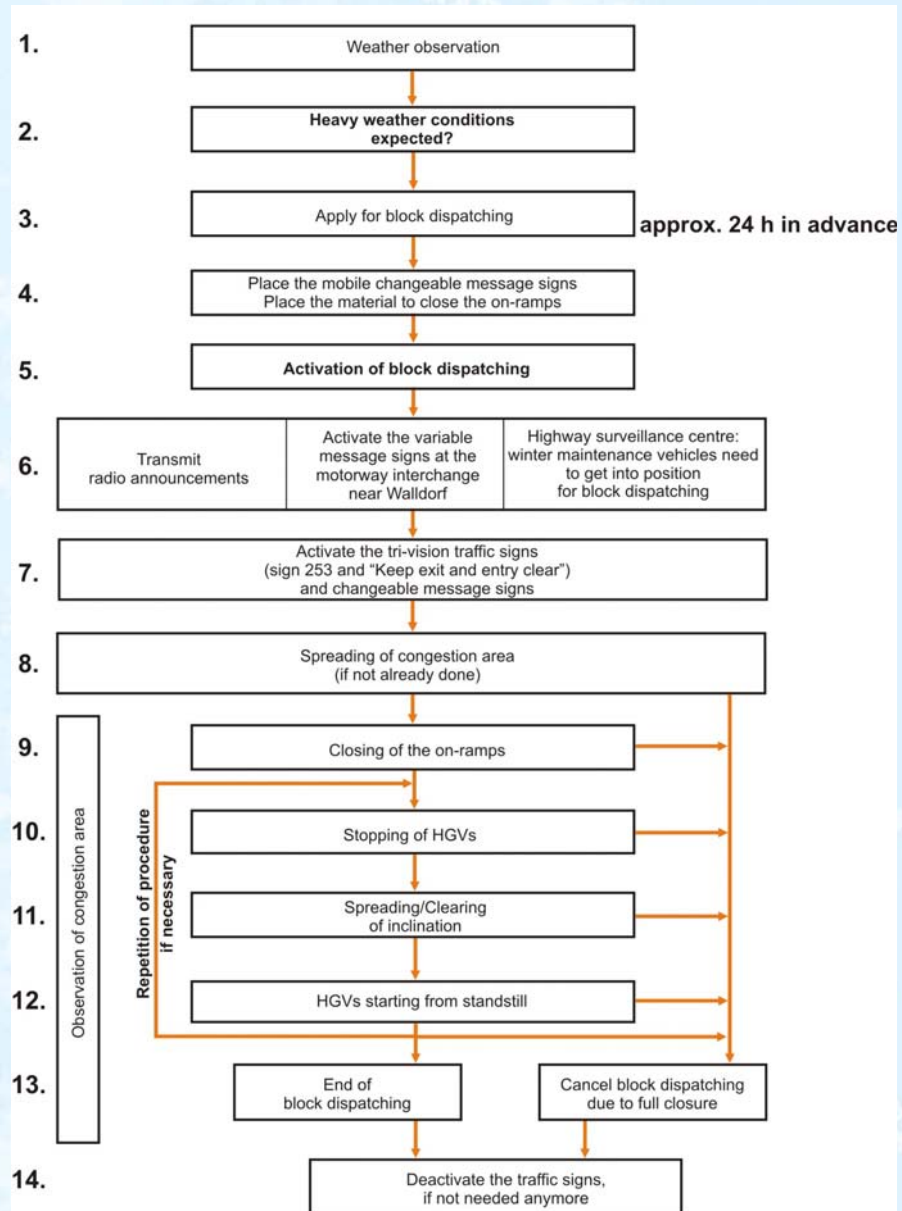 1.
Weather observation
2.
Heavy weather conditions
expected?
3.
Apply for block dispatching
approx. 24 h in advance
4.
Place the mobile changeable message signs
Place the material to close the on-ramps
5.
Activation of block dispatching
6.
Transmit
radio announcements
Activate the variable
message signs at the
motorway interchange
near Walldorf
Highway surveillance centre:
winter maintenance vehicles need
to get into position
for block dispatching
7.
Activate the tri-vision traffic signs
(sign 253 and “Keep exit and entry clear”)
and changeable message signs
8.
Spreading of congestion area
(if not already done)
Observation of congestion area
9.
Closing of the on-ramps
Repetition of procedure
if necessary
10.
Stopping of HGVs
11.
Spreading/Clearing
of inclination
12.
HGVs starting from standstill
13.
End of
block dispatching
Cancel block dispatching
due to full closure
14.
Deactivate the traffic signs,
if not needed anymore